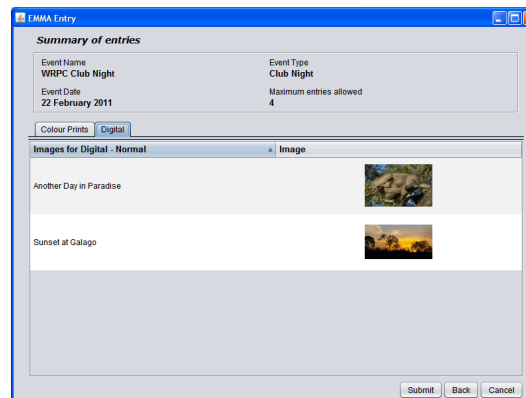 EMMA Entry
Summary of entries
Event Name Event Type
WRPC Club Night Club Night
Event Date Maximum entries allowed
22 February 2011 4
Colour Prints Digital
Images for Digital - Normal Image
Another Day in Paradise
Sunset at Galago
Submit Back Cancel